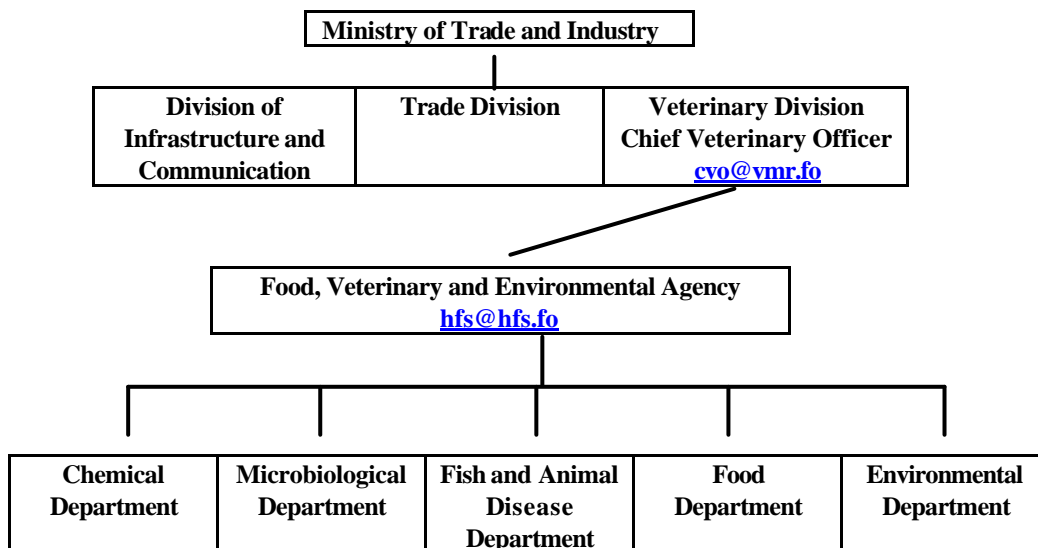 Ministry of Trade and Industry
Division of
Infrastructure and
Communication
Trade Division
Veterinary Division
Chief Veterinary Officer
cvo@vmr.fo
Food, Veterinary and Environmental Agency
hfs@hfs.fo
Chemical
Department
Microbiological
Department
Fish and Animal
Disease
Department
Food
Department
Environmental
Department